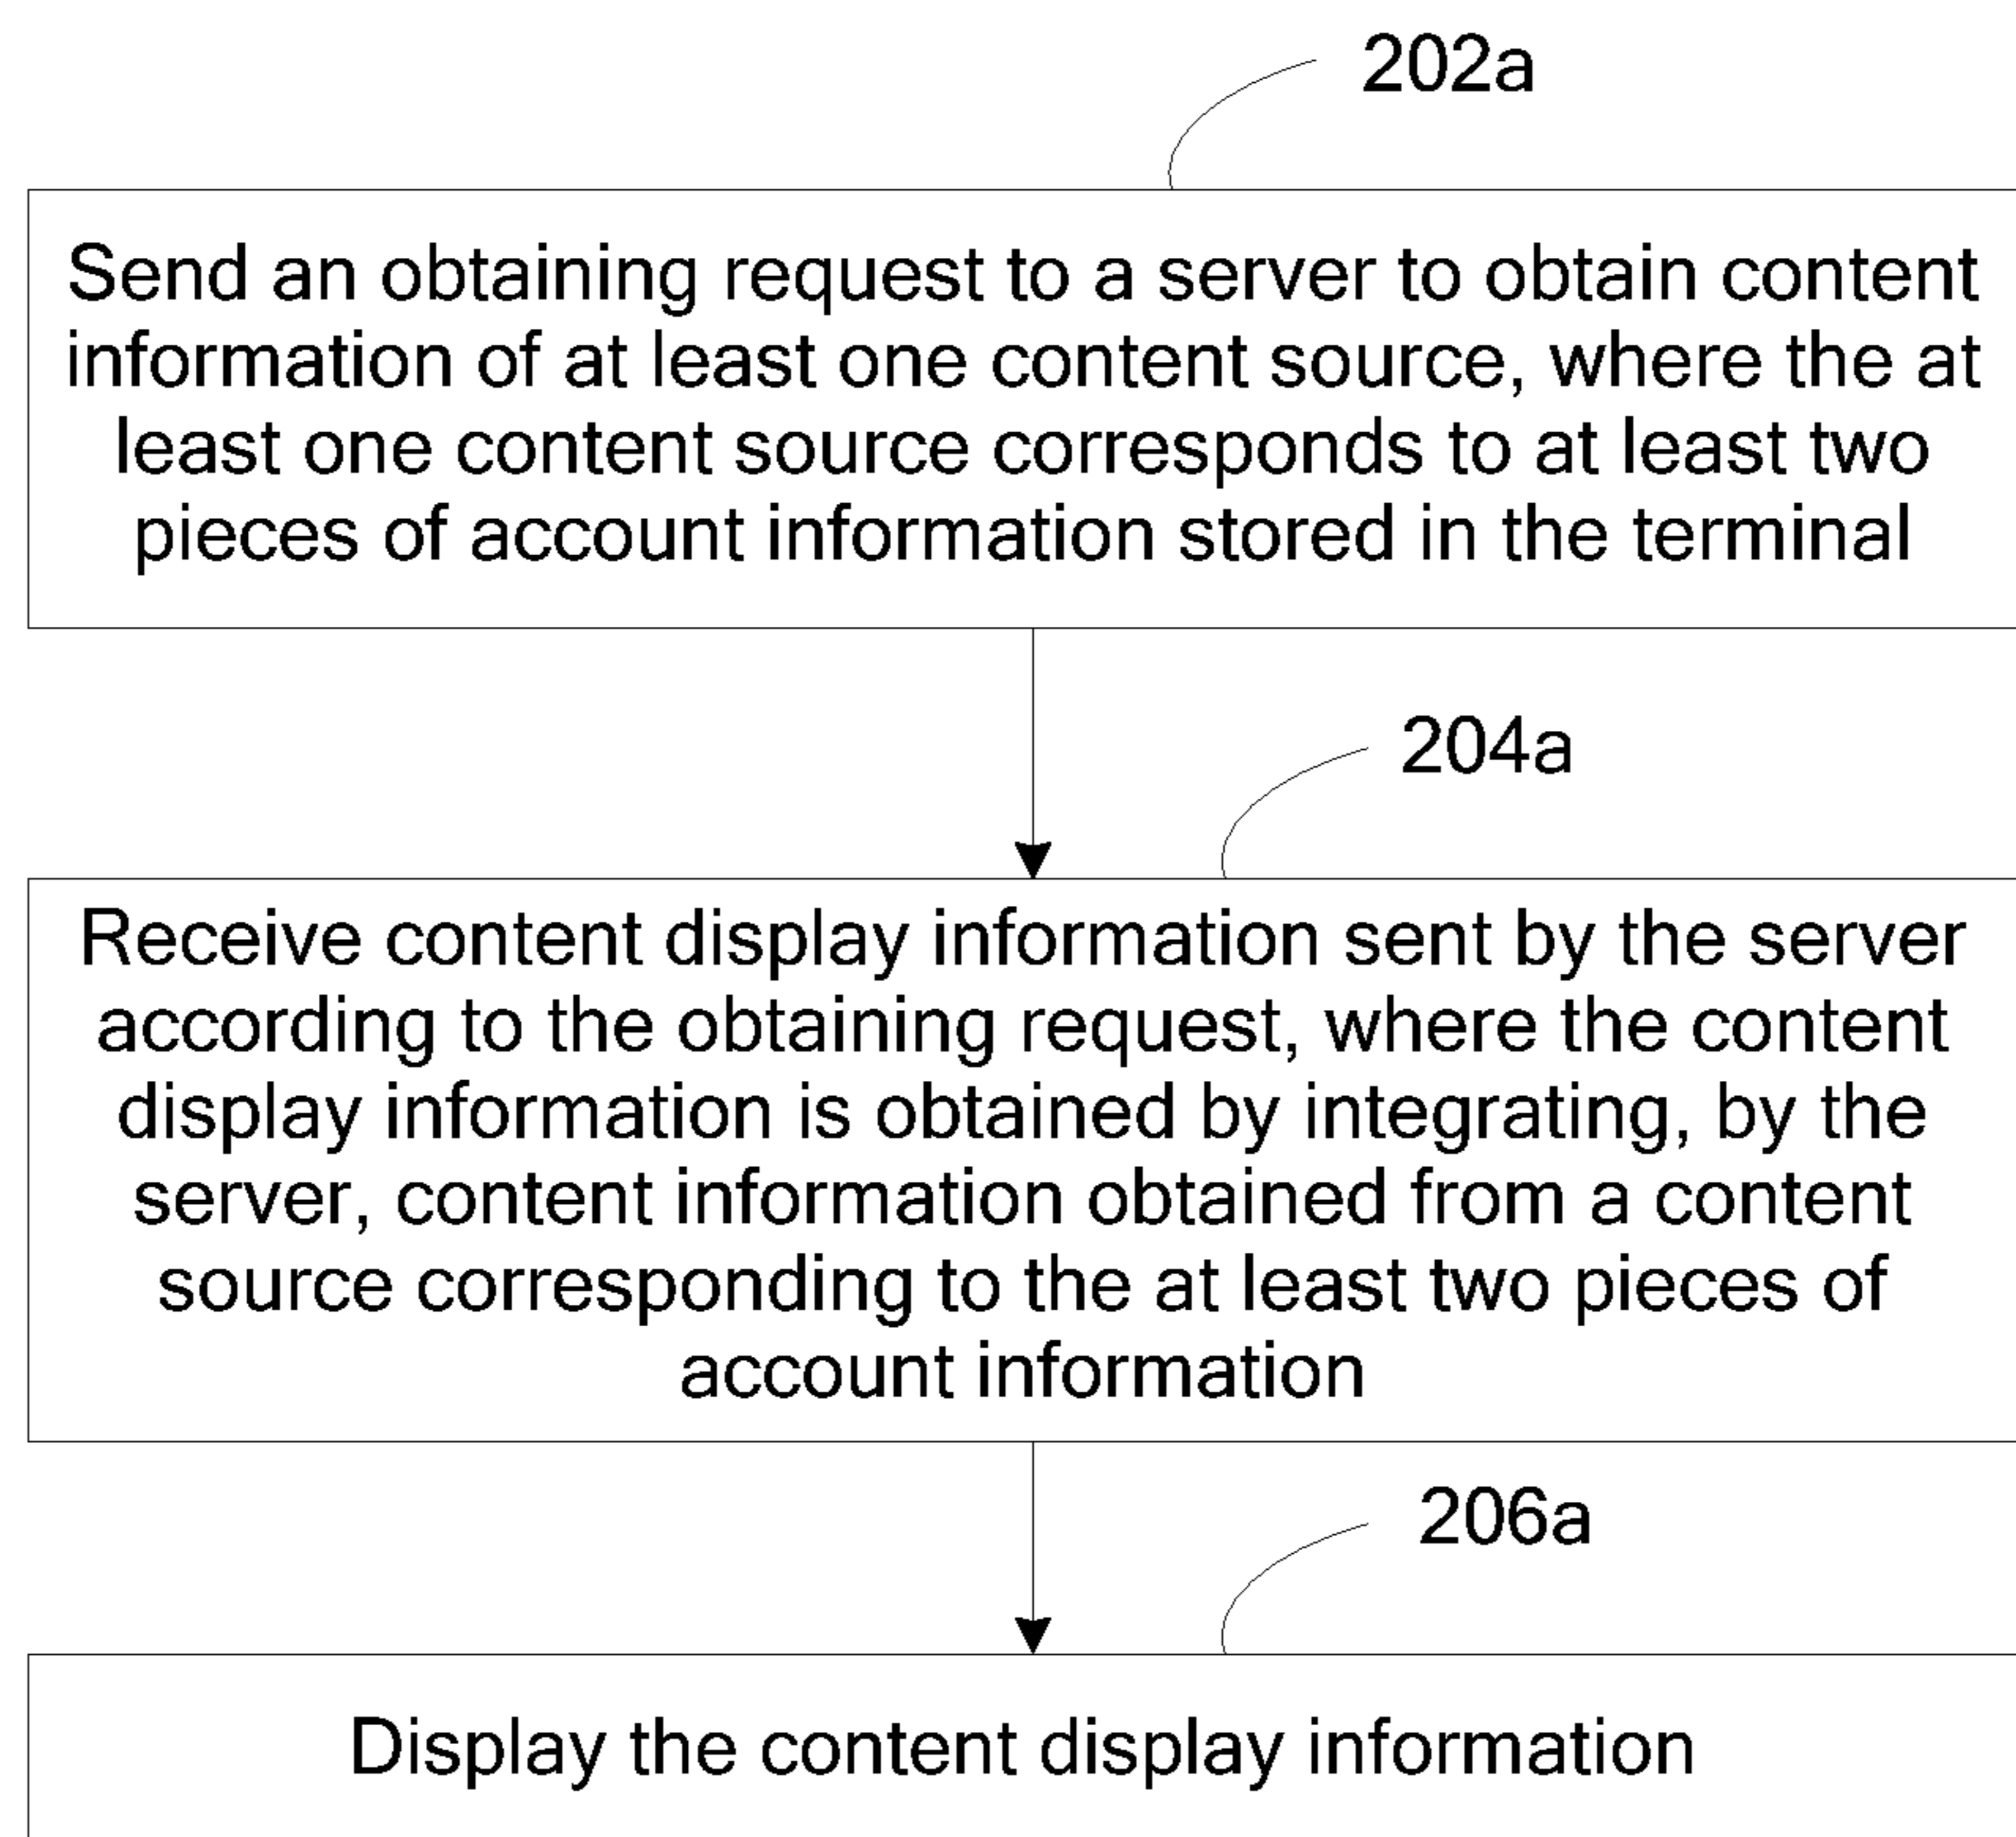 202a
Send an obtaining request to a server to obtain content
information of at least one content source, where the at
least one content source corresponds to at least two
pieces of account information stored in the terminal
204a
Receive content display information sent by the server
according to the obtaining request, where the content
display information is obtained by integrating, by the
server, content information obtained from a content
source corresponding to the at least two pieces of
account information
206a
Display the content display information